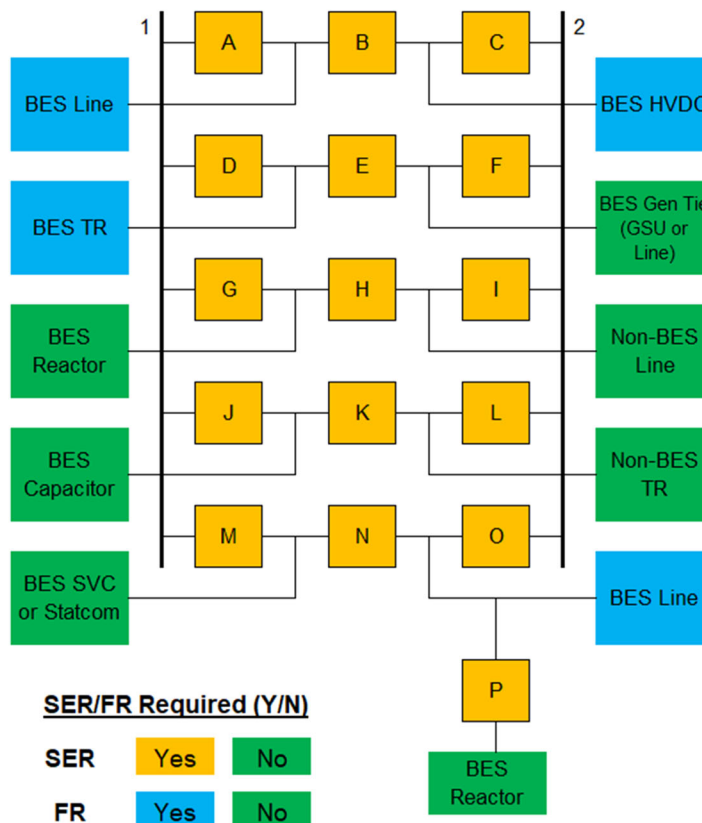 1
A
B
C
2
BES Line
BES HVDC
D
E
F
BES TR
BES Gen Tie
(GSU or
Line)
G
H
I
BES
Reactor
Non-BES
Line
J
K
L
BES
Capacitor
Non-BES
TR
M
N
O
BES SVC
or Statcom
BES Line
P
BES
Reactor
SER/FR Required (Y/N)
SER Yes No
FR Yes No